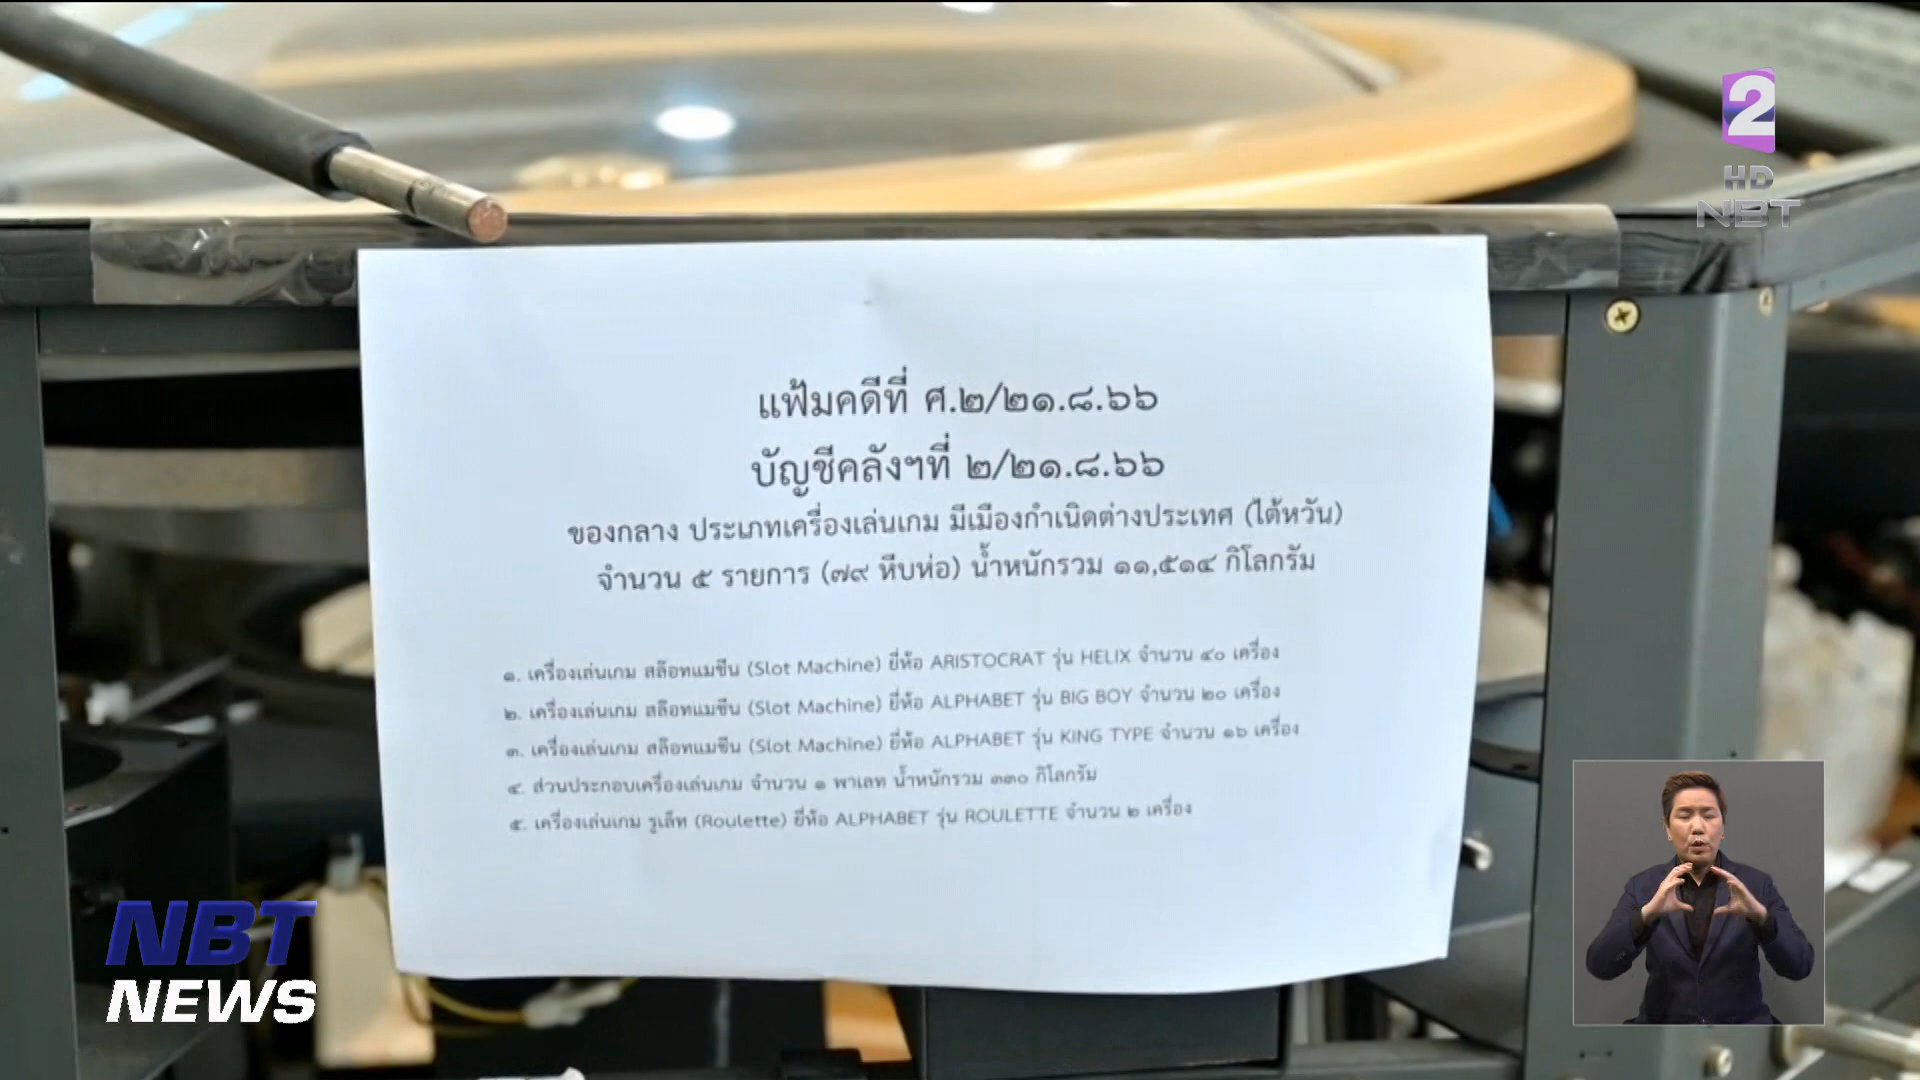 2
HD
NBT
แฟ้มคดีที่ ศ.๒/๒๑.๘.๖๖
บัญชีคลังฯที่ ๒/๒๑.๘.๖๖
ของกลาง ประเภทเครื่องเล่นเกม มีเมืองกำเนิดต่างประเทศ (ไต้หวัน)
จำนวน ๕ รายการ (๗๙ หีบห่อ) น้ำหนักรวม ๑๑,๕๑๔ กิโลกรัม
๑. เครื่องเล่นเกม สล๊อทแมชีน (Slot Machine) ยี่ห้อ ARISTOCRAT รุ่น HELIX จำนวน ๔๐ เครื่อง
๒. เครื่องเล่นเกม สล๊อทแมชีน (Slot Machine) ยี่ห้อ ALPHABET รุ่น BIG BOY จำนวน ๒๐ เครื่อง
๓. เครื่องเล่นเกม สล๊อทแมชีน (Slot Machine) ยี่ห้อ ALPHABET รุ่น KING TYPE จำนวน ๑๖ เครื่อง
๔. ส่วนประกอบเครื่องเล่นเกม จำนวน ๑ พาเลท น้ำหนักรวม ๓๓๐ กิโลกรัม
๕. เครื่องเล่นเกม รูเล็ท (Roulette) ยี่ห้อ ALPHABET รุ่น ROULETTE จำนวน ๒ เครื่อง
NBT
NEWS